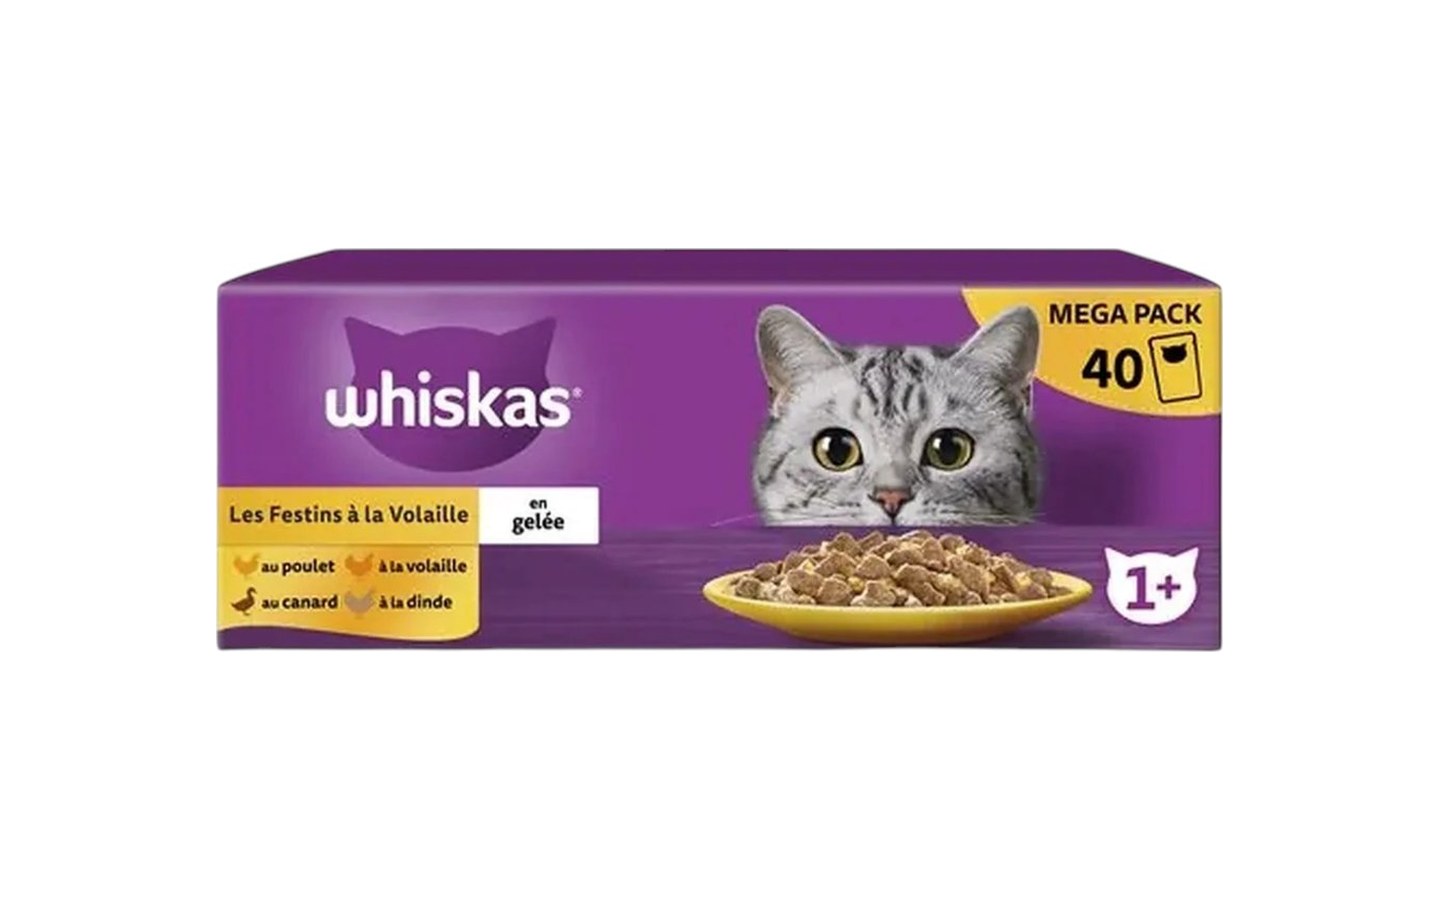 MEGA PACK
40
whiskas®
Les Festins à la Volaille
en
gelée
au poulet à la volaille
au canard à la dinde
1+